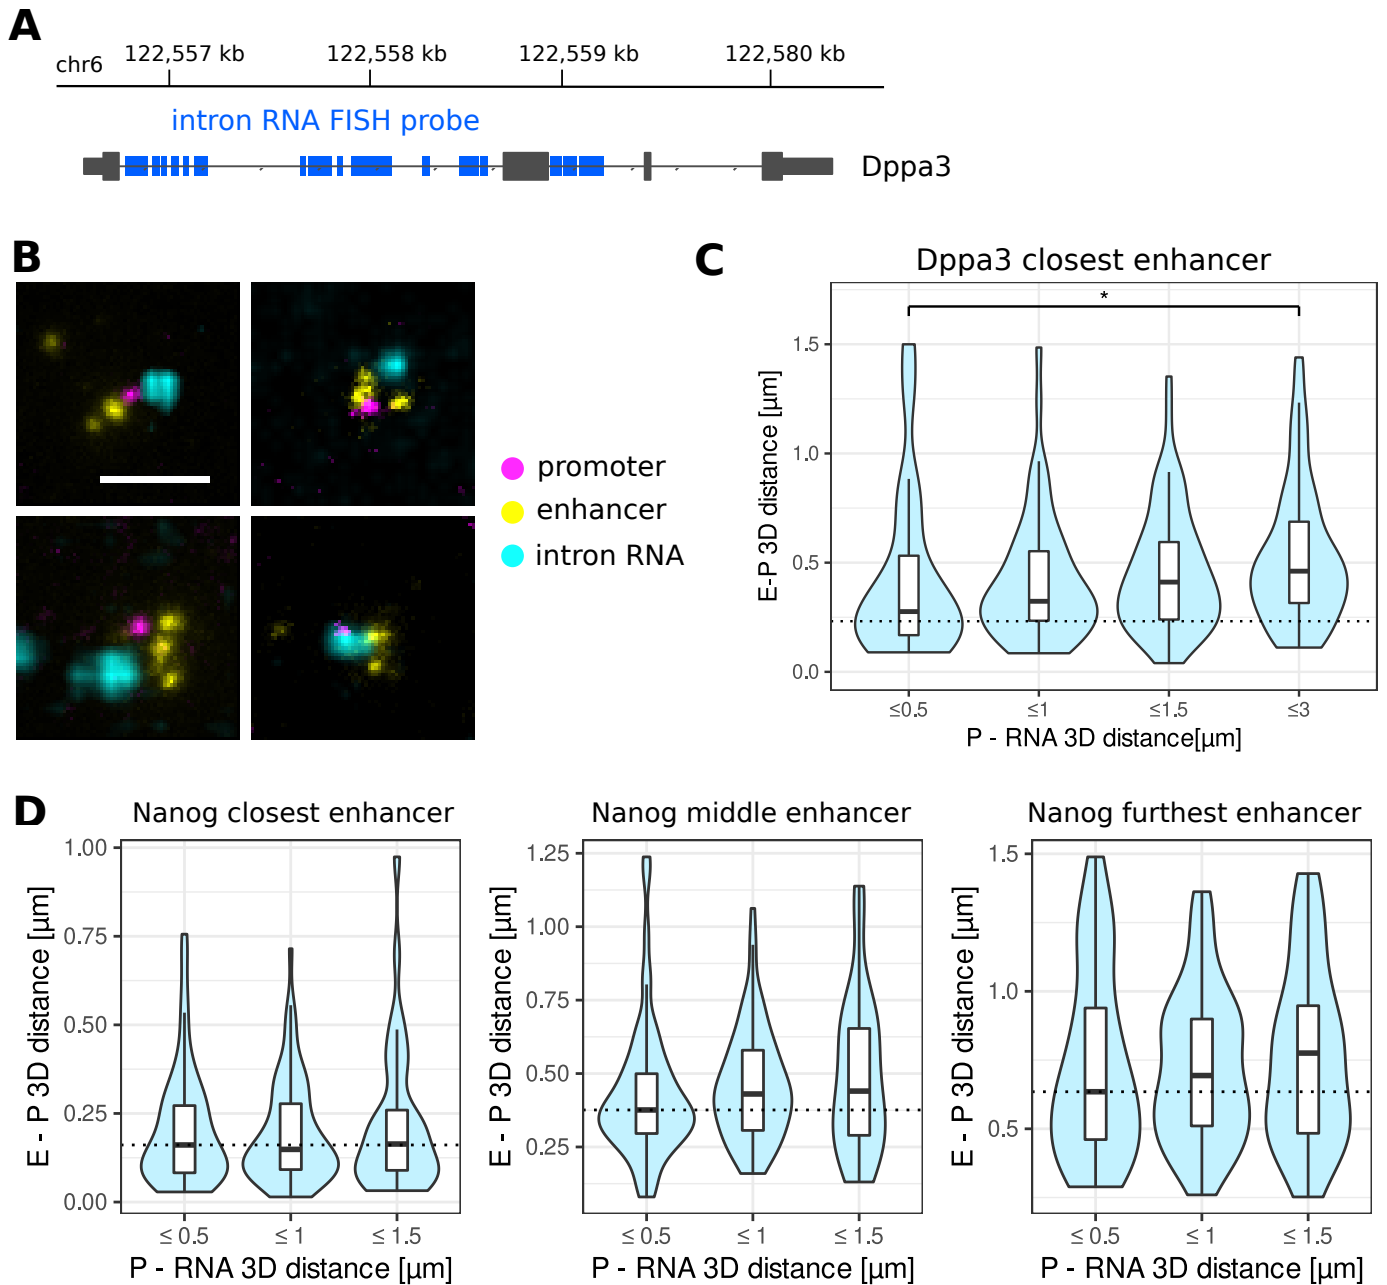 A
chr6 122,557 kb 122,558 kb 122,559 kb 122,580 kb
intron RNA FISH probe
Dppa3
B
promoter
enhancer
intron RNA
C
Dppa3 closest enhancer
*
1.5
1.0
0.5
0.0
E-P 3D distance [µm]
≤0.5 ≤1 ≤1.5 ≤3
P - RNA 3D distance[µm]
D
Nanog closest enhancer
1.00
0.75
0.50
0.25
0.00
E - P 3D distance [µm]
≤ 0.5 ≤ 1 ≤ 1.5
P - RNA 3D distance [µm]
Nanog middle enhancer
1.25
1.00
0.75
0.50
0.25
E - P 3D distance [µm]
≤ 0.5 ≤ 1 ≤ 1.5
P - RNA 3D distance [µm]
Nanog furthest enhancer
1.5
1.0
0.5
E - P 3D distance [µm]
≤ 0.5 ≤ 1 ≤ 1.5
P - RNA 3D distance [µm]